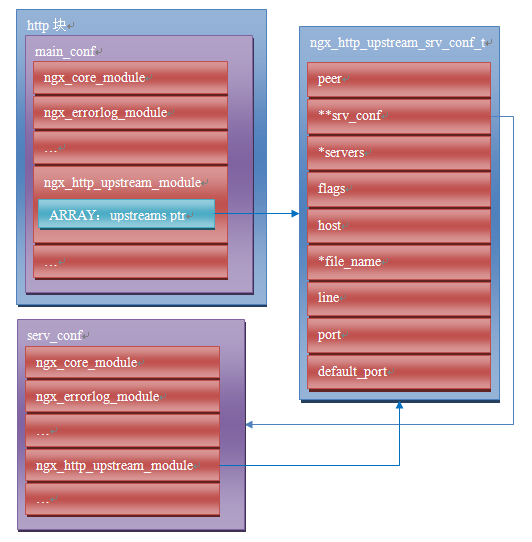 http 块
main_conf
ngx_core_module
ngx_errorlog_module
…
ngx_http_upstream_module
ARRAY：upstreams ptr
…
ngx_http_upstream_srv_conf_t
peer
**srv_conf
*servers
flags
host
*file_name
line
port
default_port
serv_conf
ngx_core_module
ngx_errorlog_module
…
ngx_http_upstream_module
…